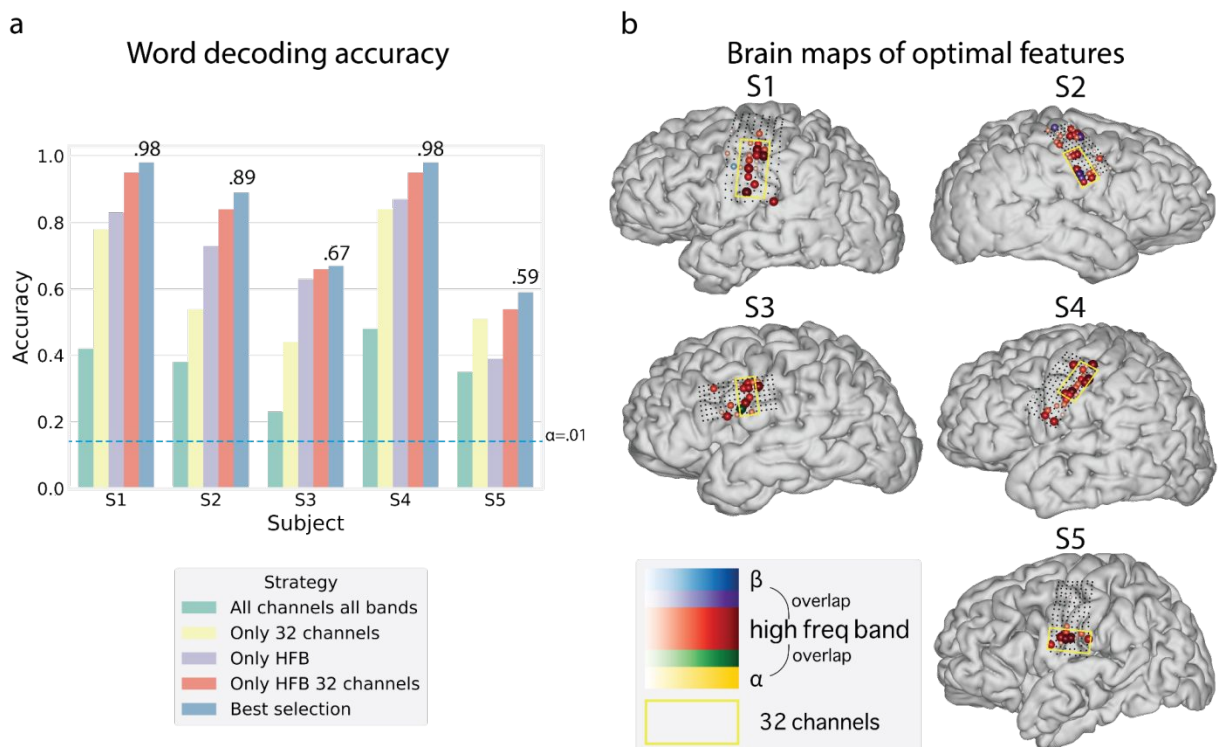 a
Word decoding accuracy
.98
.89
.67
.98
.59
1.0
0.8
0.6
0.4
0.2
0.0
Accuracy
α=.01
S1 S2 S3 S4 S5
Subject
Strategy
All channels all bands
Only 32 channels
Only HFB
Only HFB 32 channels
Best selection
b
Brain maps of optimal features
S1 S2
S3 S4
S5
β
overlap
high freq band
overlap
α
32 channels